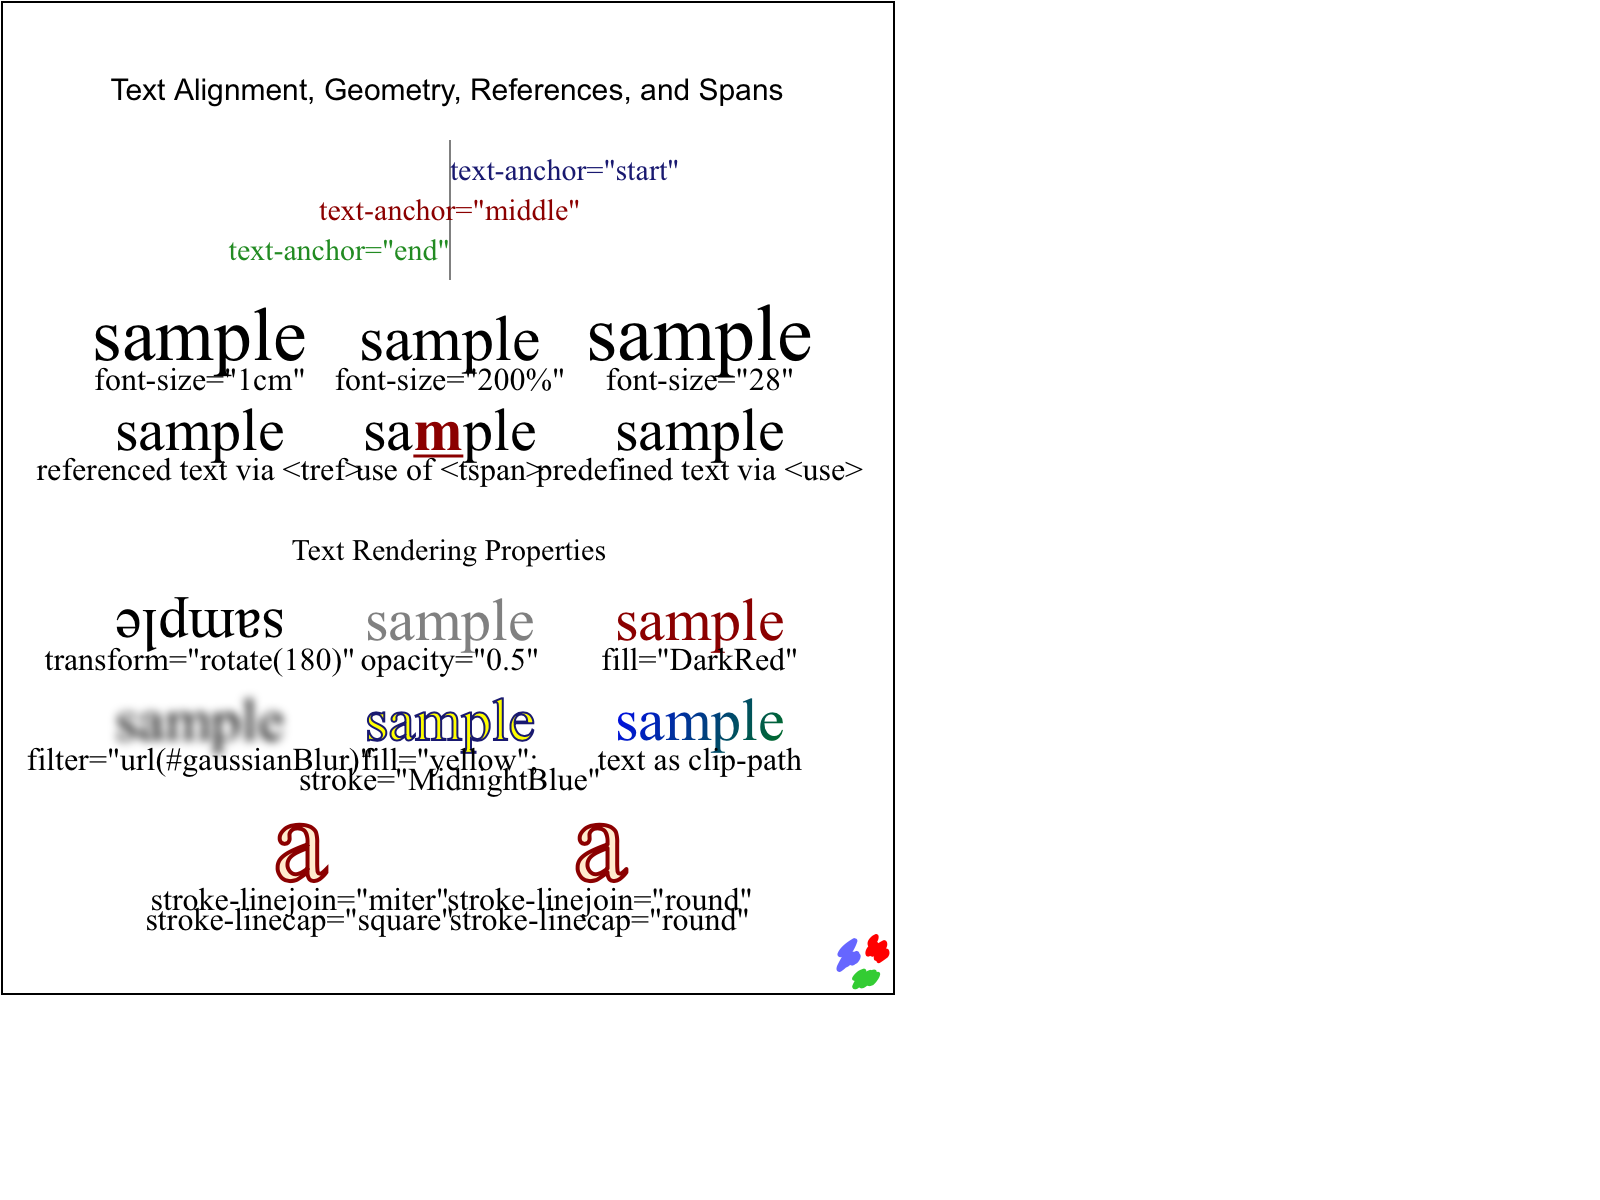 Text Alignment, Geometry, References, and Spans
text-anchor="start"
text-anchor="middle"
text-anchor="end"
sample sample sample
font-size="1cm" font-size="200%" font-size="28"
sample sample sample
referenced text via <tref> use of <tspan> predefined text via <use>
Text Rendering Properties
sample sample sample
transform="rotate(180)" opacity="0.5" fill="DarkRed"
sample sample sample
filter="url(#gaussianBlur)" fill="yellow"; text as clip-path
stroke="MidnightBlue"
a a
stroke-linejoin="miter" stroke-linejoin="round"
stroke-linecap="square" stroke-linecap="round"